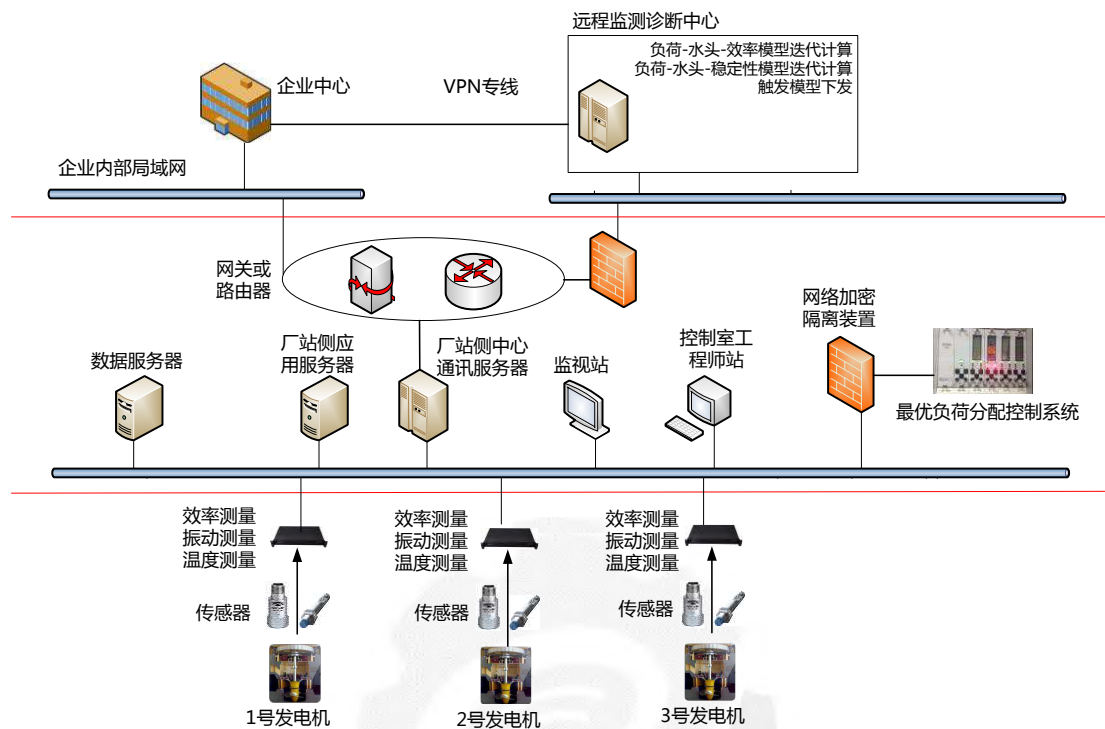 远程监测诊断中心
负荷-水头-效率模型迭代计算
负荷-水头-稳定性模型迭代计算
触发模型下发
企业中心
VPN专线
企业内部局域网
网关或
路由器
网络加密
隔离装置
数据服务器
厂站侧应
用服务器
厂站侧中心
通讯服务器
监视站
控制室工
程师站
最优负荷分配控制系统
效率测量
振动测量
温度测量
效率测量
振动测量
温度测量
效率测量
振动测量
温度测量
传感器
传感器
传感器
1号发电机
2号发电机
3号发电机